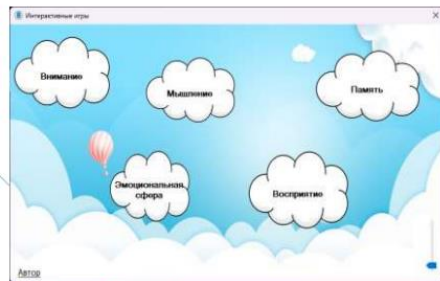 Интерактивные игры
Внимание
Мышление
Память
Эмоциональная
сфера
Восприятие
Автор